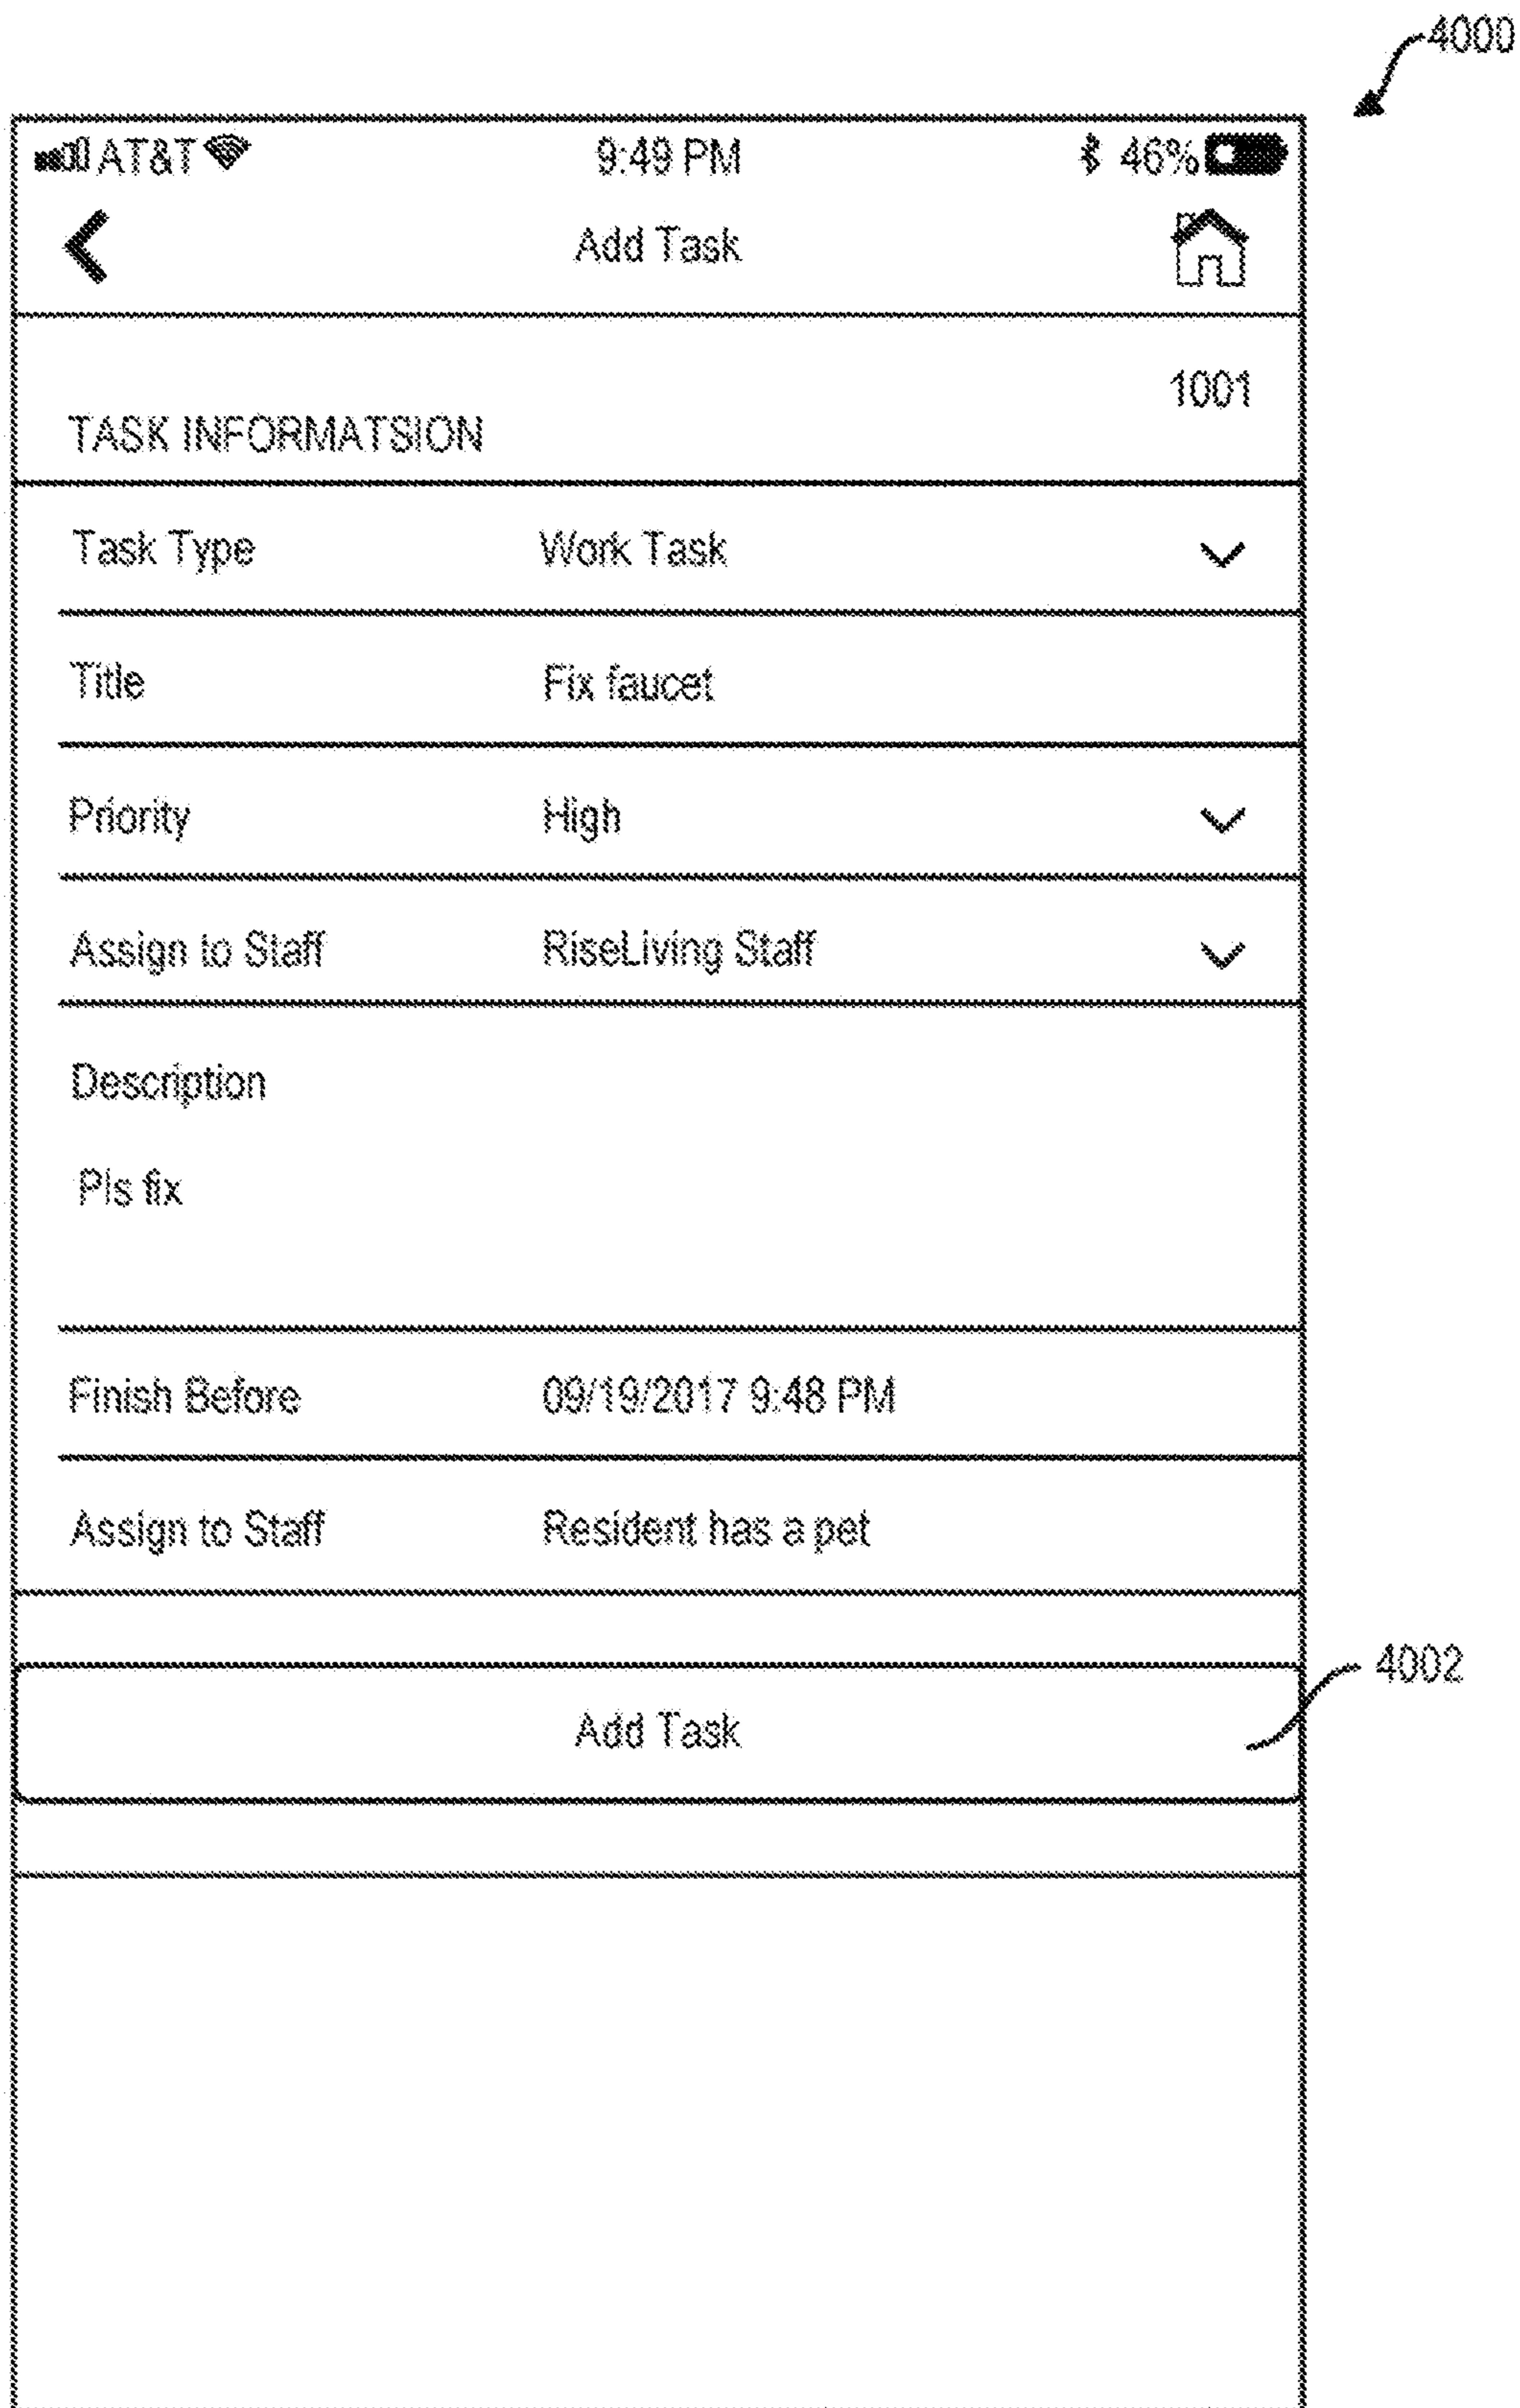 4000
AT&T 9:49 PM 46%
Add Task
1001
TASK INFORMATSION
Task Type Work Task
Title Fix faucet
Priority High
Assign to Staff RiseLiving Staff
Description
Pls fix
Finish Before 09/19/2017 9:48 PM
Assign to Staff Resident has a pet
4002
Add Task